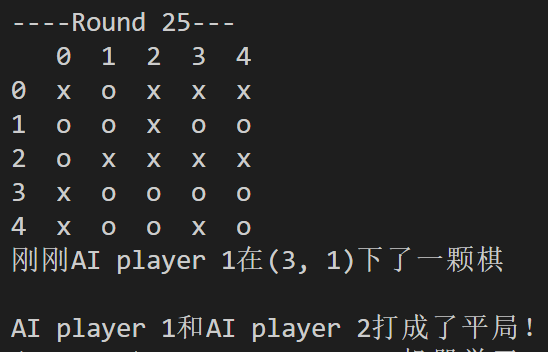 ----Round 25---
0 1 2 3 4
0 x o x x x
1 o o x o o
2 o x x x x
3 x o o o o
4 x o o x o
刚刚AI player 1在(3, 1)下了一颗棋
AI player 1和AI player 2打成了平局!